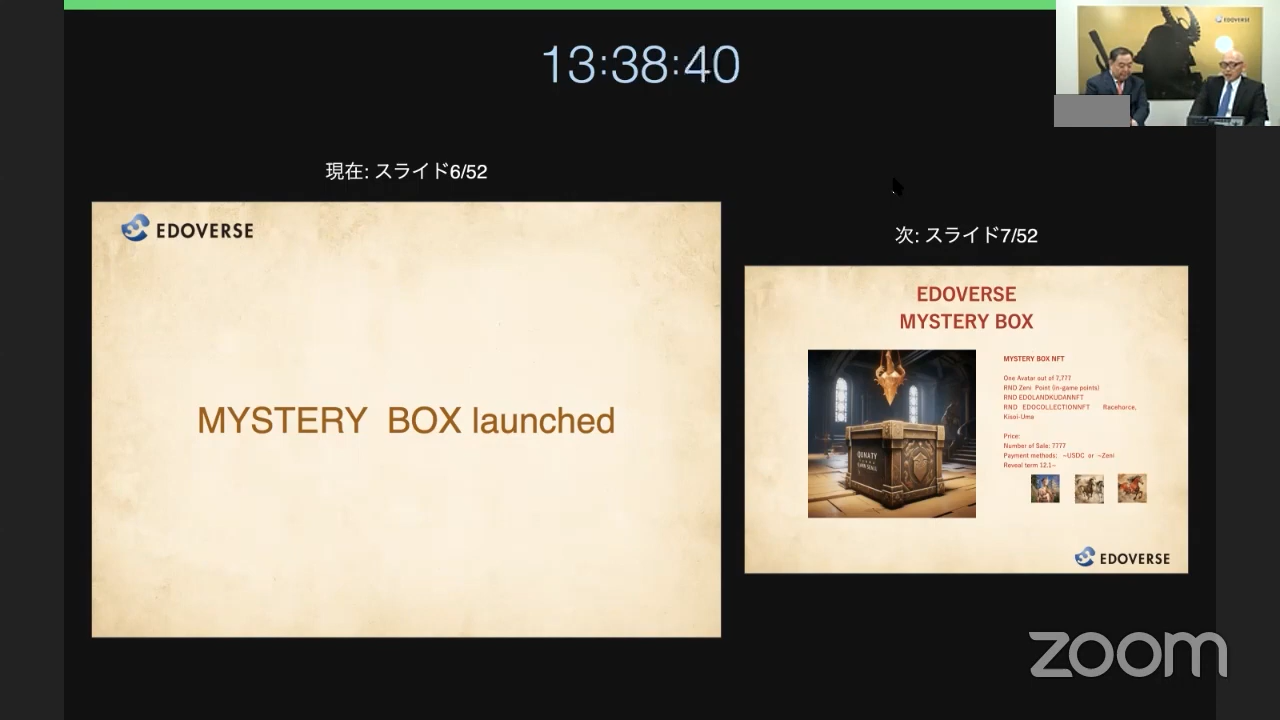 EDOVERSE
13:38:40
現在: スライド6/52
次: スライド7/52
EDOVERSE
MYSTERY BOX launched
EDOVERSE
MYSTERY BOX
MYSTERY BOX NFT
One Avatar out of 7,777
RND Zeni Point (in-game points)
RND EDOLANDKUDANNFT
RND EDOCOLLECTIONNFT Racehorce,
Kisei-Uma
Price:
Number of Sale: 7777
Payment methods: ~USDC or ~Zeni
Reveal term 12.1~
EDOVERSE
zoom